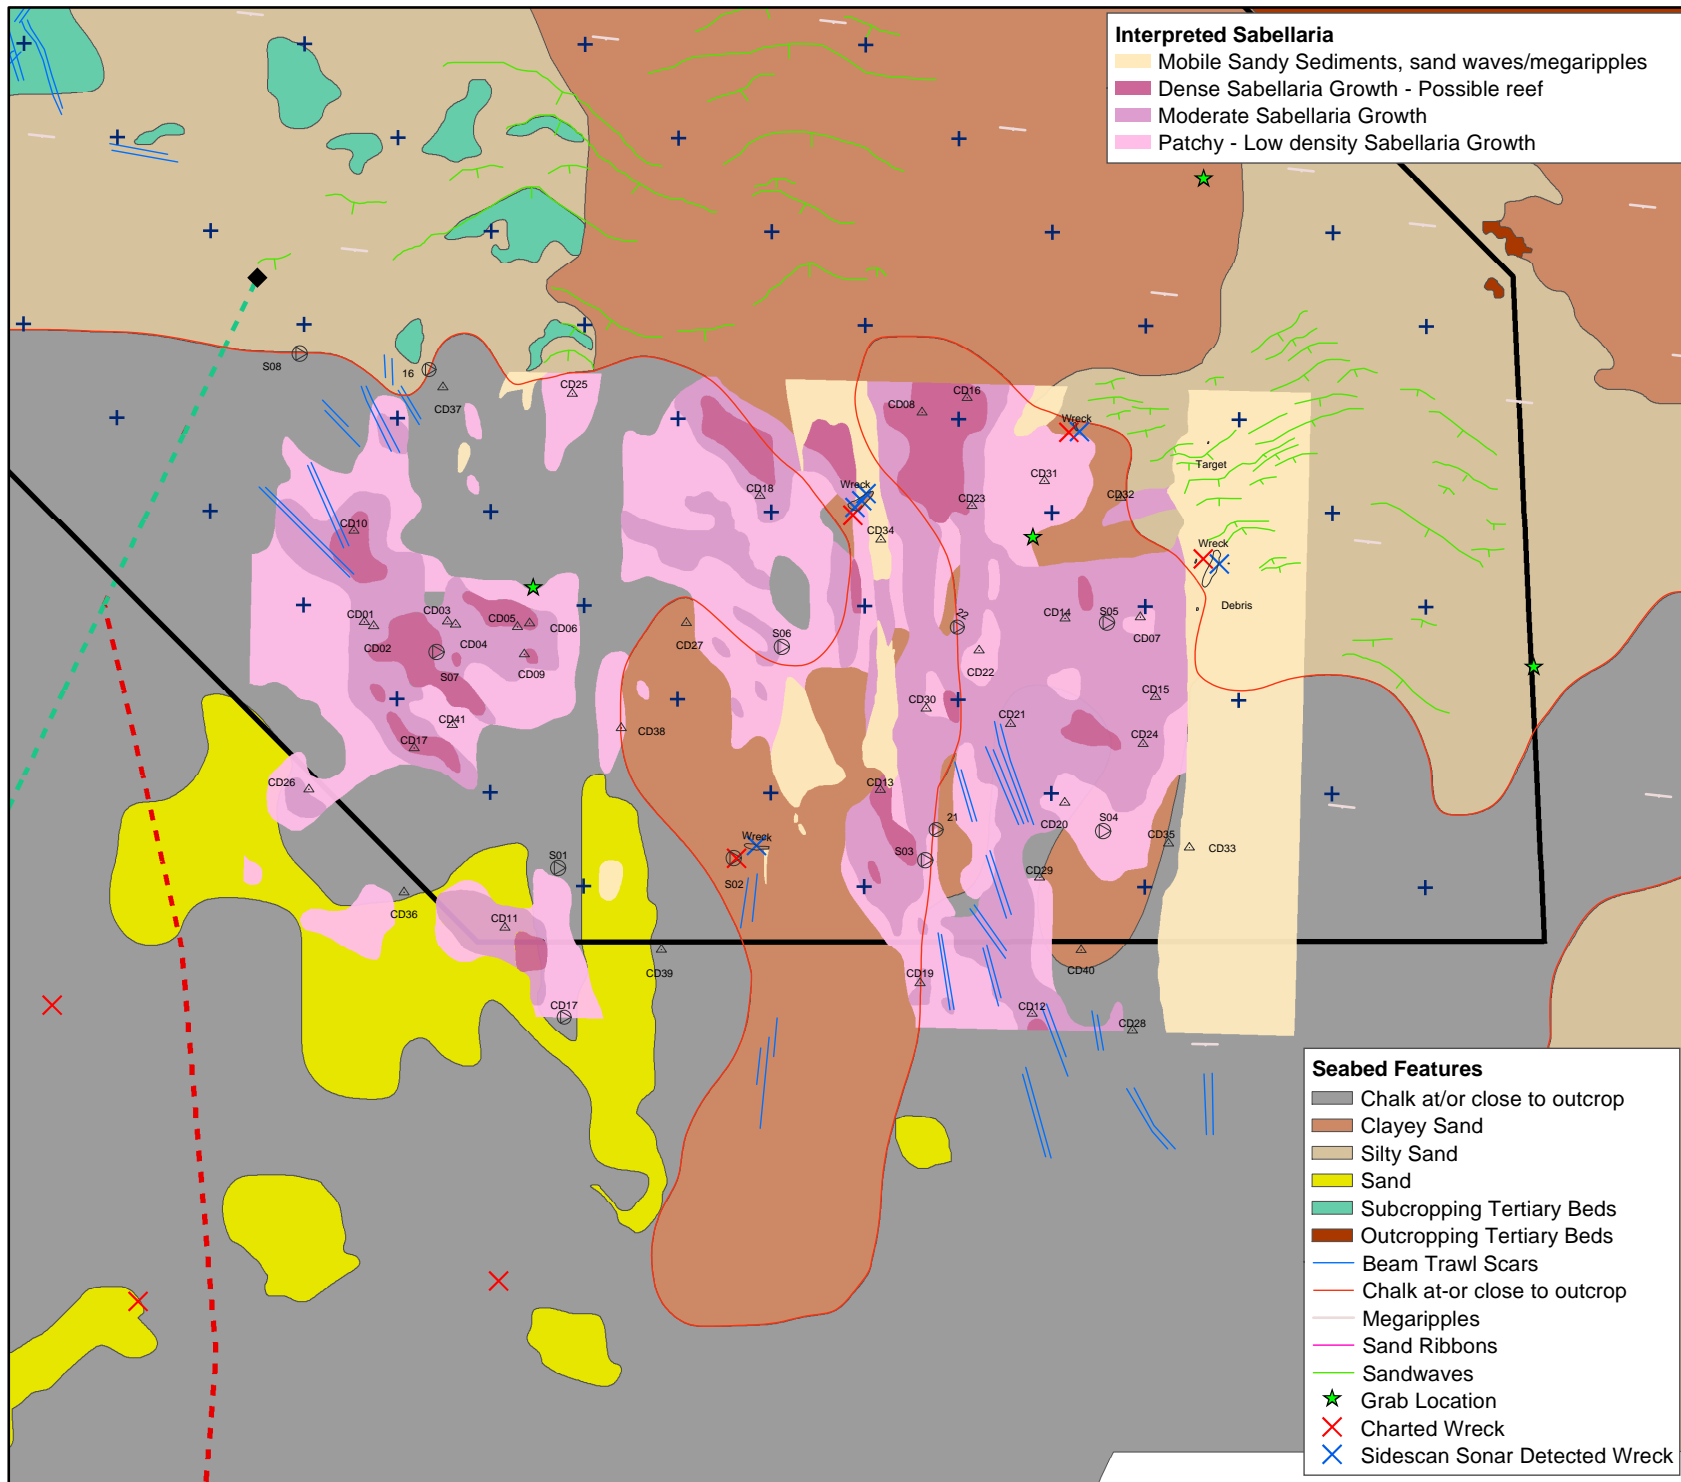 Interpreted Sabellaria
Mobile Sandy Sediments, sand waves/megaripples
Dense Sabellaria Growth - Possible reef
Moderate Sabellaria Growth
Patchy - Low density Sabellaria Growth
S08
16
CD37
CD25
CD08
CD16
Wreck
Target
CD18
Wreck
CD31
CD32
CD23
CD10
CD34
Wreck
CD01
CD03
CD05
CD06
CD02
CD04
CD09
S07
CD27
S06
22
CD22
CD14
S05
CD07
Debris
CD41
CD17
CD38
CD30
CD21
CD15
CD24
CD26
CD13
CD20
S04
21
CD35
CD33
Wreck
S01
S02
S03
CD29
CD36
CD11
CD39
CD40
CD19
CD17
CD12
CD28
Seabed Features
Chalk at/or close to outcrop
Clayey Sand
Silty Sand
Sand
Subcropping Tertiary Beds
Outcropping Tertiary Beds
Beam Trawl Scars
Chalk at-or close to outcrop
Megaripples
Sand Ribbons
Sandwaves
Grab Location
Charted Wreck
Sidescan Sonar Detected Wreck